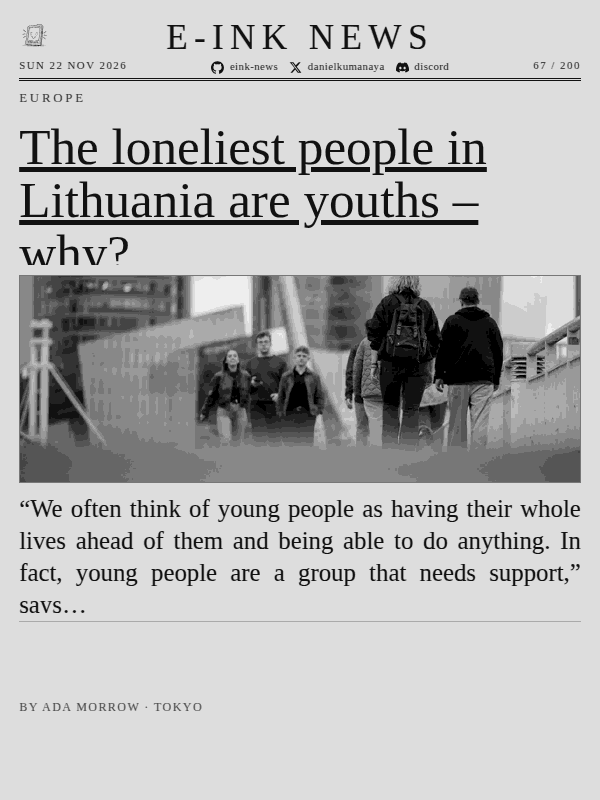 E-INK NEWS
SUN 22 NOV 2026
eink-news danielkumanaya discord
67 / 200
EUROPE
The loneliest people in
Lithuania are youths –
why?
“We often think of young people as having their whole
lives ahead of them and being able to do anything. In
fact, young people are a group that needs support,”
says…
BY ADA MORROW · TOKYO